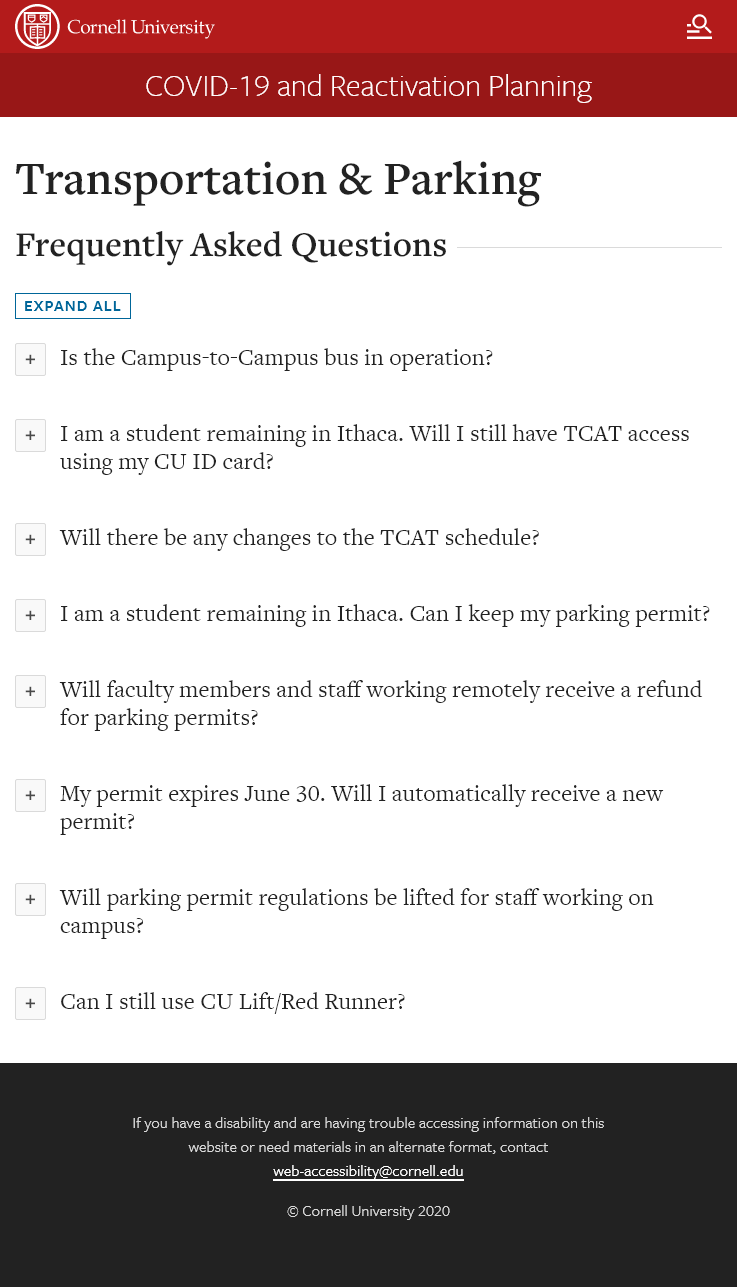 Cornell University
COVID-19 and Reactivation Planning
Transportation & Parking
Frequently Asked Questions
EXPAND ALL
+ Is the Campus-to-Campus bus in operation?
+ I am a student remaining in Ithaca. Will I still have TCAT access
using my CU ID card?
+ Will there be any changes to the TCAT schedule?
+ I am a student remaining in Ithaca. Can I keep my parking permit?
+ Will faculty members and staff working remotely receive a refund
for parking permits?
+ My permit expires June 30. Will I automatically receive a new
permit?
+ Will parking permit regulations be lifted for staff working on
campus?
+ Can I still use CU Lift/Red Runner?
If you have a disability and are having trouble accessing information on this
website or need materials in an alternate format, contact
web-accessibility@cornell.edu
© Cornell University 2020